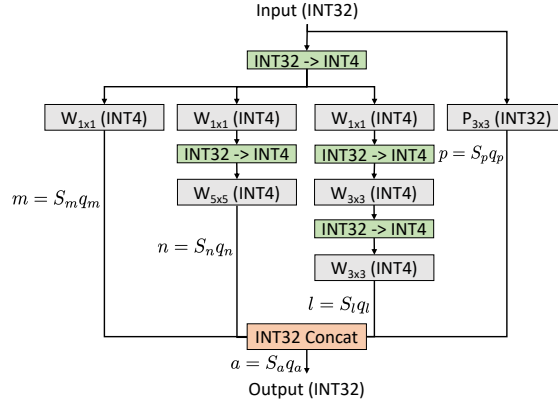 Input (INT32)
INT32 -> INT4
W1x1 (INT4)
W1x1 (INT4)
W1x1 (INT4)
P3x3 (INT32)
INT32 -> INT4
INT32 -> INT4
p = Spqp
m = Smqm
W5x5 (INT4)
W3x3 (INT4)
INT32 -> INT4
n = Snqn
W3x3 (INT4)
l = Slql
INT32 Concat
a = Saqa
Output (INT32)